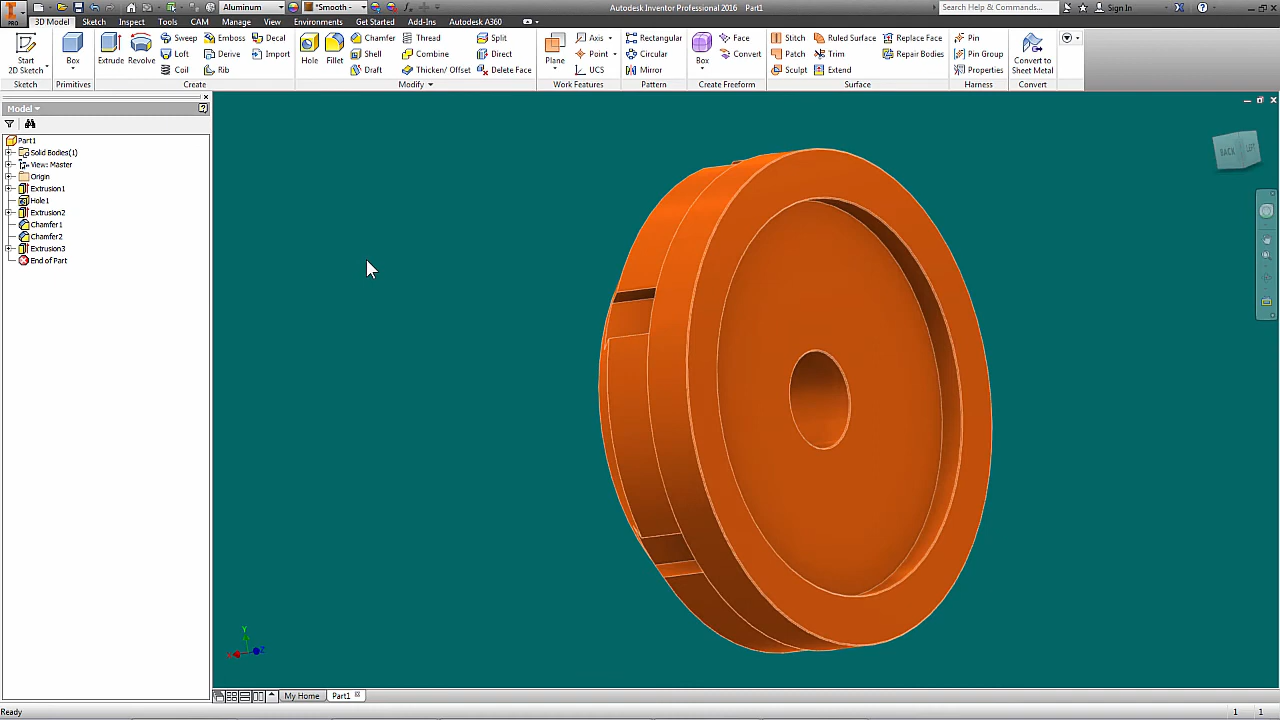 PRO
Aluminum
*Smooth -
Autodesk Inventor Professional 2016 Part1
Search Help & Commands...
Sign In
3D Model Sketch Inspect Tools CAM Manage View Environments Get Started Add-Ins Autodesk A360
Start
2D Sketch
Box
Extrude
Revolve
Sweep
Loft
Coil
Emboss
Derive
Rib
Decal
Import
Hole
Fillet
Chamfer
Shell
Draft
Thread
Combine
Thicken/ Offset
Split
Direct
Delete Face
Plane
Axis
Point
UCS
Rectangular
Circular
Mirror
Box
Face
Convert
Stitch
Patch
Sculpt
Ruled Surface
Trim
Extend
Replace Face
Repair Bodies
Pin
Pin Group
Properties
Convert to
Sheet Metal
Sketch Primitives Create Modify Work Features Pattern Create Freeform Surface Harness Convert
Model
Part1
Solid Bodies(1)
View: Master
Origin
Extrusion1
Hole1
Extrusion2
Chamfer1
Chamfer2
Extrusion3
End of Part
BACK LEFT
Y
X
Z
My Home Part1
Ready 1 1